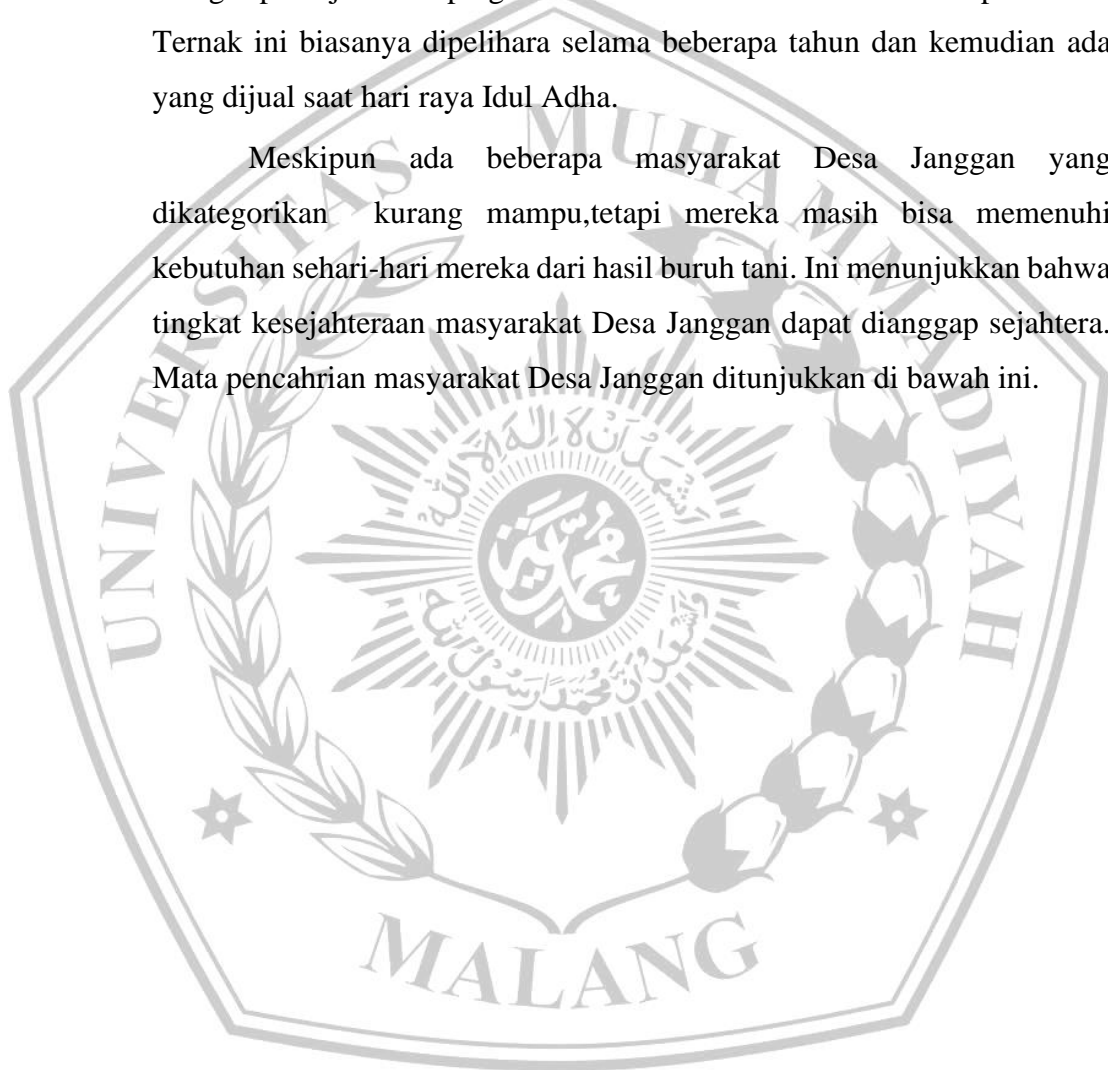 Ternak ini biasanya dipelihara selama beberapa tahun dan kemudian ada
yang dijual saat hari raya Idul Adha.
Meskipun ada beberapa masyarakat Desa Janggan yang
dikategorikan kurang mampu,tetapi mereka masih bisa memenuhi
kebutuhan sehari-hari mereka dari hasil buruh tani. Ini menunjukkan bahwa
tingkat kesejahteraan masyarakat Desa Janggan dapat dianggap sejahtera.
Mata pencahrian masyarakat Desa Janggan ditunjukkan di bawah ini.
UNIVERSITAS MUHAMMADIYAH
MALANG